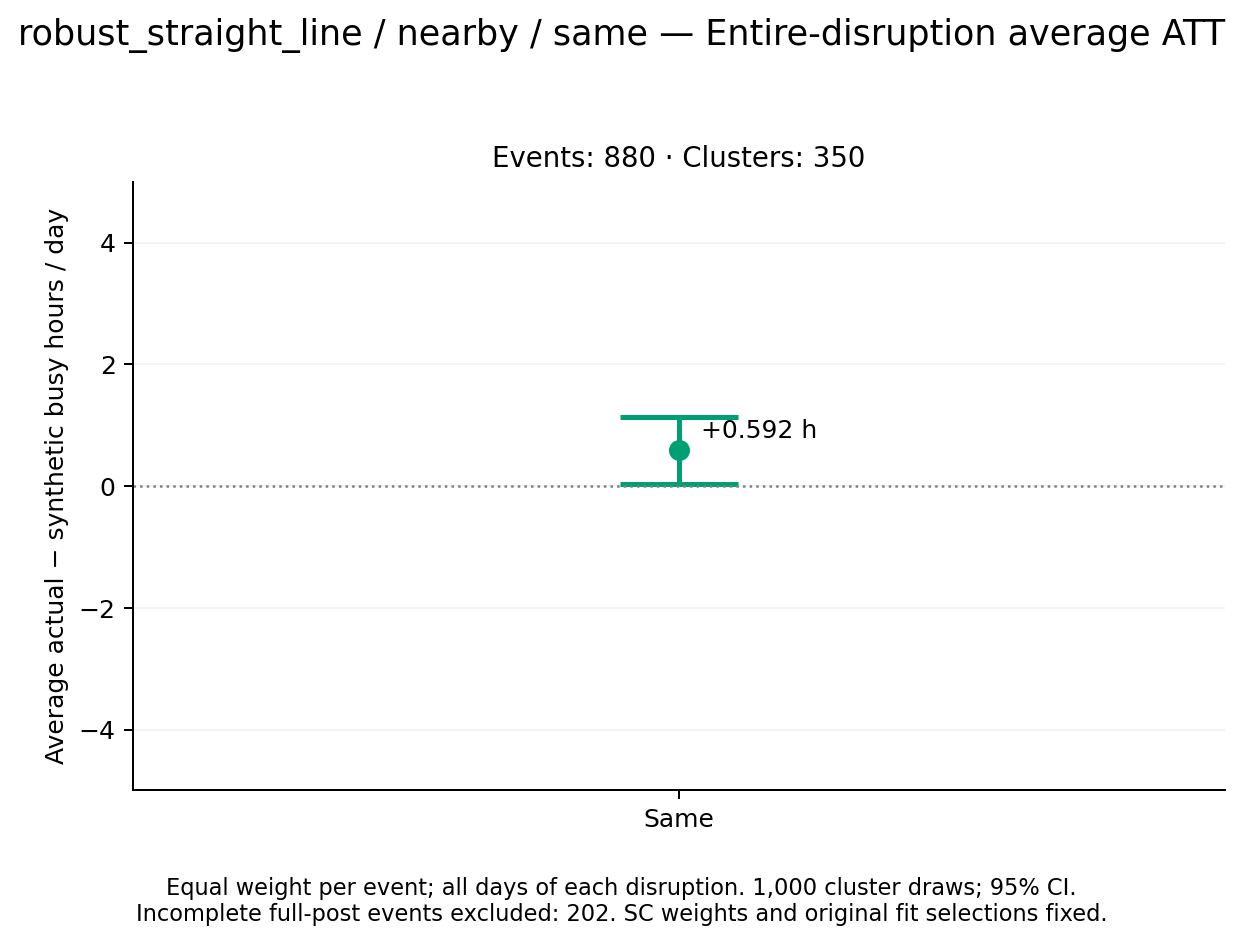 robust_straight_line / nearby / same — Entire-disruption average ATT
Events: 880 · Clusters: 350
Average actual − synthetic busy hours / day
4
2
0
−2
−4
+0.592 h
Same
Equal weight per event; all days of each disruption. 1,000 cluster draws; 95% CI.
Incomplete full-post events excluded: 202. SC weights and original fit selections fixed.